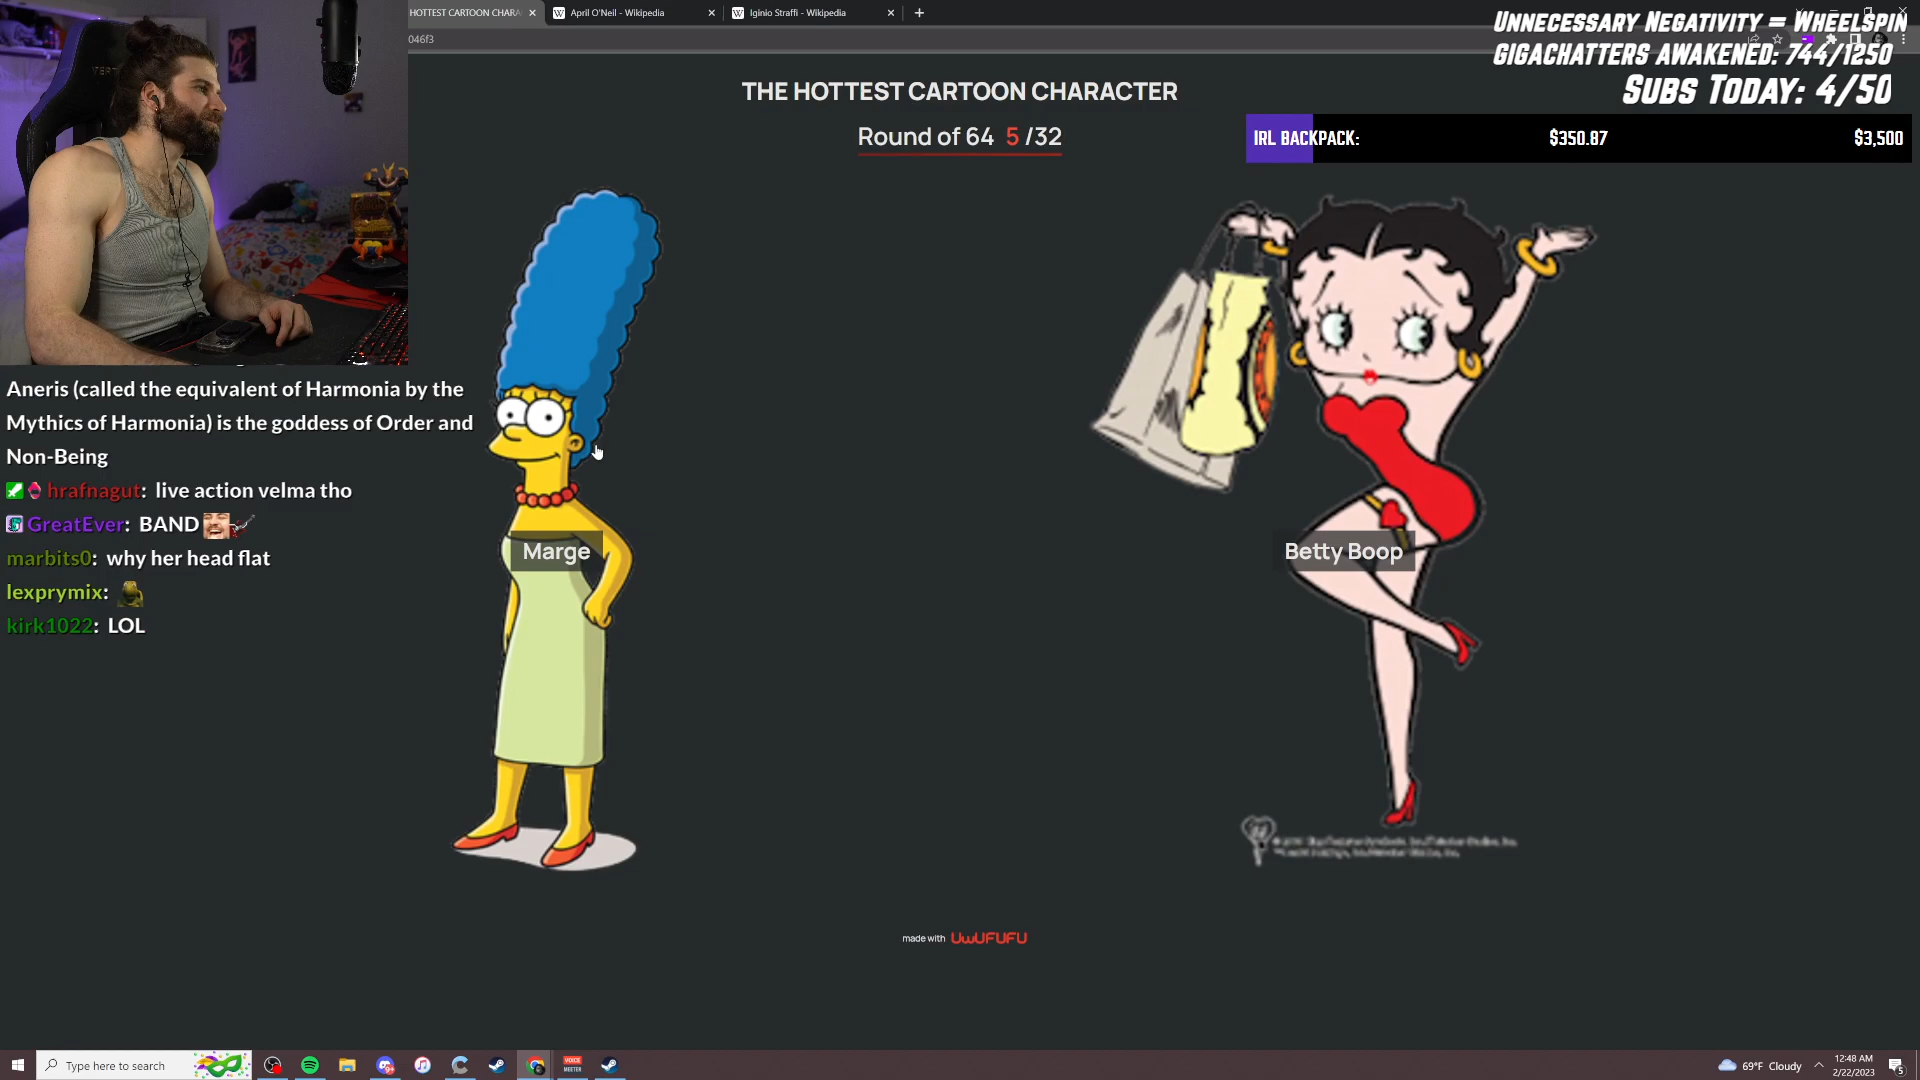 HOTTEST CARTOON CHARA
April O'Neil - Wikipedia
Iginio Straffi - Wikipedia
046f3
UNNECESSARY NEGATIVITY = WHEELSPIN
GIGACHATTERS AWAKENED: 744/1250
SUBS TODAY: 4/50
IRL BACKPACK: $350.87 $3,500
THE HOTTEST CARTOON CHARACTER
Round of 64 5 /32
Aneris (called the equivalent of Harmonia by the
Mythics of Harmonia) is the goddess of Order and
Non-Being
hrafnagut: live action velma tho
GreatEver: BAND
marbits0: why her head flat
lexprymix:
kirk1022: LOL
Marge
Betty Boop
made with UwUFUFU
Type here to search
VOICE
MEETER
69°F Cloudy
12:48 AM
2/22/2023
5